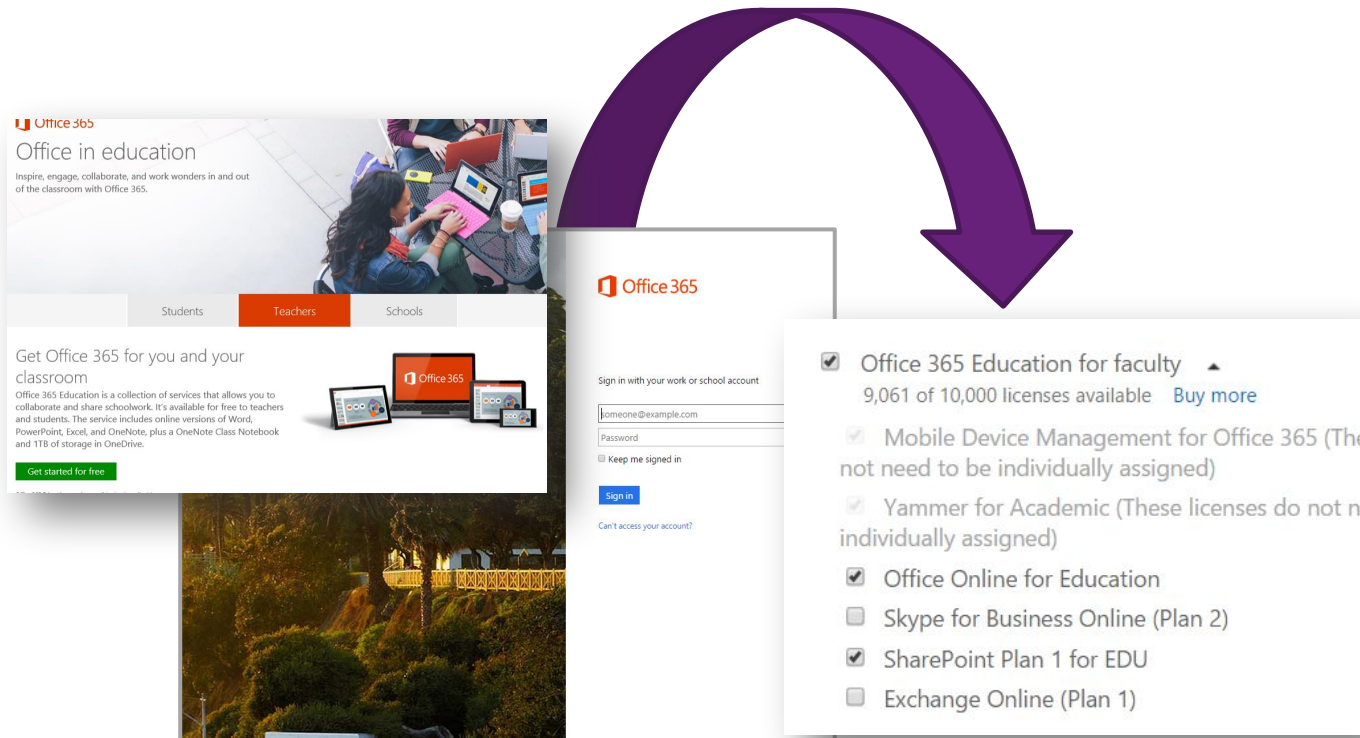 Office 365
Office in education
Inspire, engage, collaborate, and work wonders in and out
of the classroom with Office 365.
Students
Teachers
Schools
Get Office 365 for you and your
classroom
Office 365 Education is a collection of services that allows you to
collaborate and share schoolwork. It's available for free to teachers
and students. The service includes online versions of Word,
PowerPoint, Excel, and OneNote, plus a OneNote Class Notebook
and 1TB of storage in OneDrive.
Get started for free
Office 365
Office 365
Sign in with your work or school account
someone@example.com
Password
Keep me signed in
Sign in
Can't access your account?
Office 365 Education for faculty
9,061 of 10,000 licenses available Buy more
Mobile Device Management for Office 365 (The
not need to be individually assigned)
Yammer for Academic (These licenses do not n
individually assigned)
Office Online for Education
Skype for Business Online (Plan 2)
SharePoint Plan 1 for EDU
Exchange Online (Plan 1)